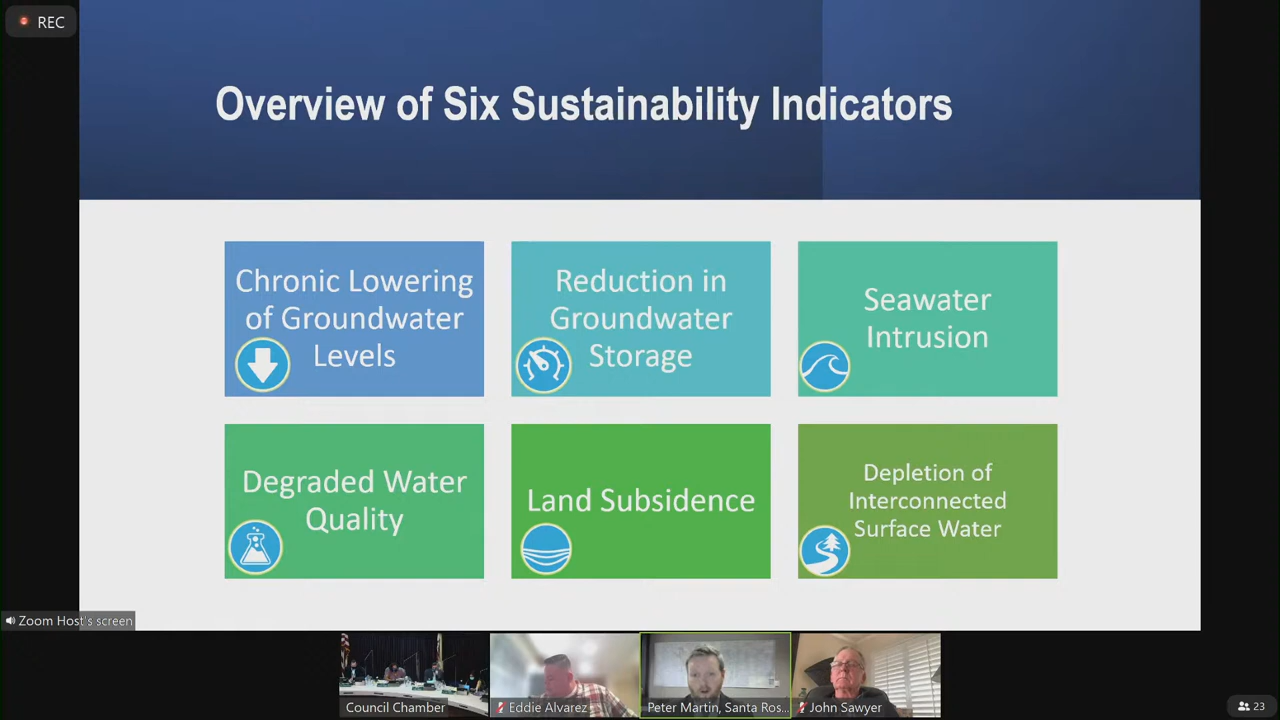 REC
Overview of Six Sustainability Indicators
Chronic Lowering
of Groundwater
Levels
Reduction in
Groundwater
Storage
Seawater
Intrusion
Degraded Water
Quality
Land Subsidence
Depletion of
Interconnected
Surface Water
Zoom Host's screen
Council Chamber
Eddie Alvarez
Peter Martin, Santa Ros...
John Sawyer
23